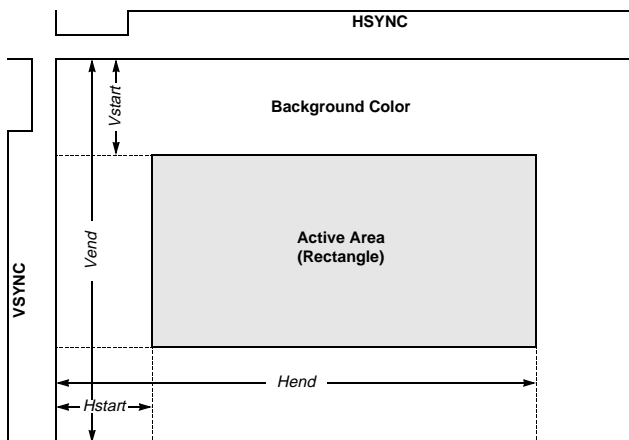 HSYNC
Vstart
Background Color
Vend
Active Area
(Rectangle)
VSYNC
Hend
Hstart